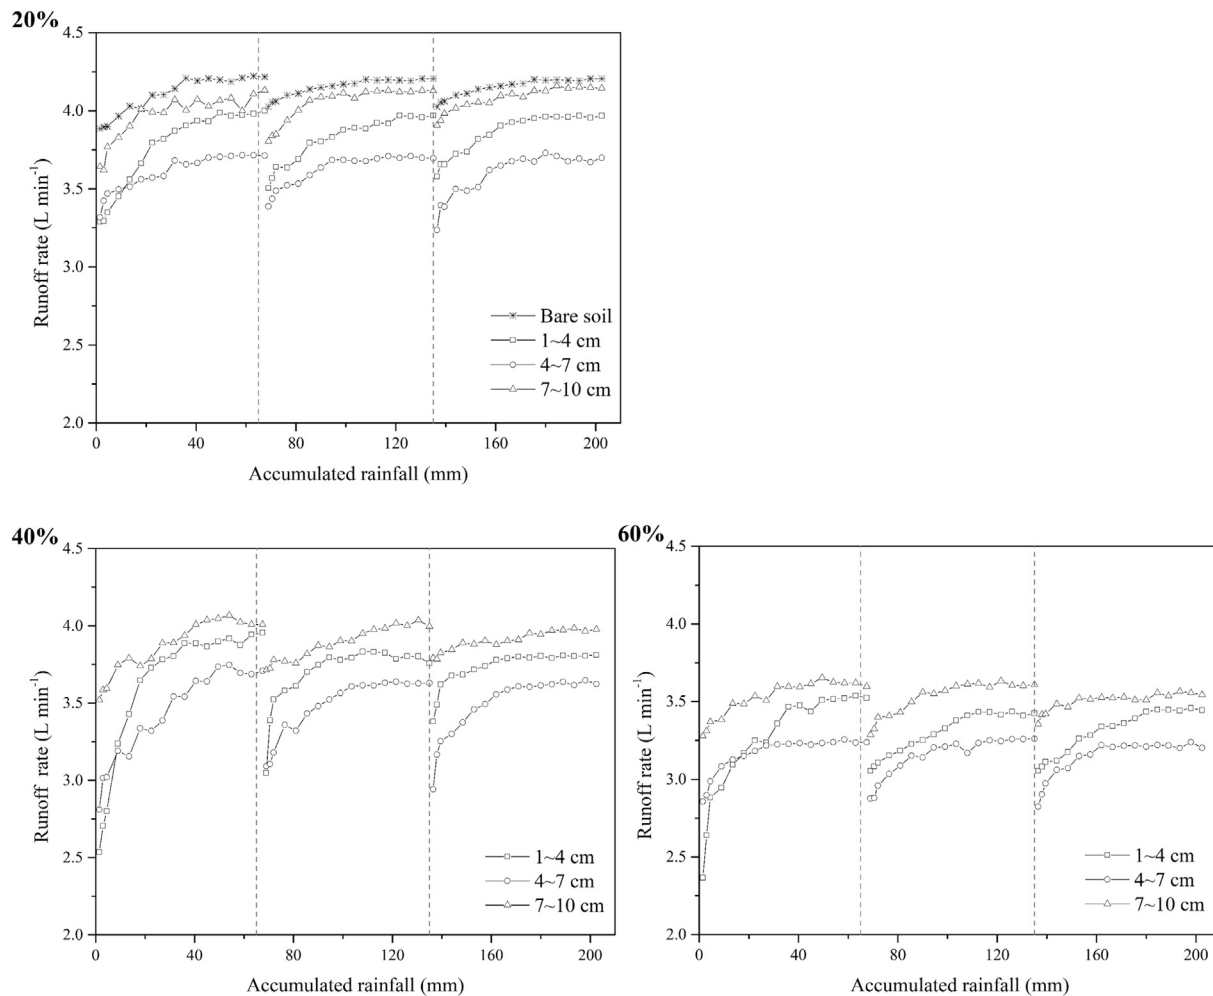 20%
4.5
4.0
3.5
3.0
2.5
2.0
Runoff rate (L min⁻¹)
Bare soil
1~4 cm
4~7 cm
7~10 cm
0 40 80 120 160 200
Accumulated rainfall (mm)
40%
4.5
4.0
3.5
3.0
2.5
2.0
Runoff rate (L min⁻¹)
1~4 cm
4~7 cm
7~10 cm
0 40 80 120 160 200
Accumulated rainfall (mm)
60%
4.5
4.0
3.5
3.0
2.5
2.0
Runoff rate (L min⁻¹)
1~4 cm
4~7 cm
7~10 cm
0 40 80 120 160 200
Accumulated rainfall (mm)